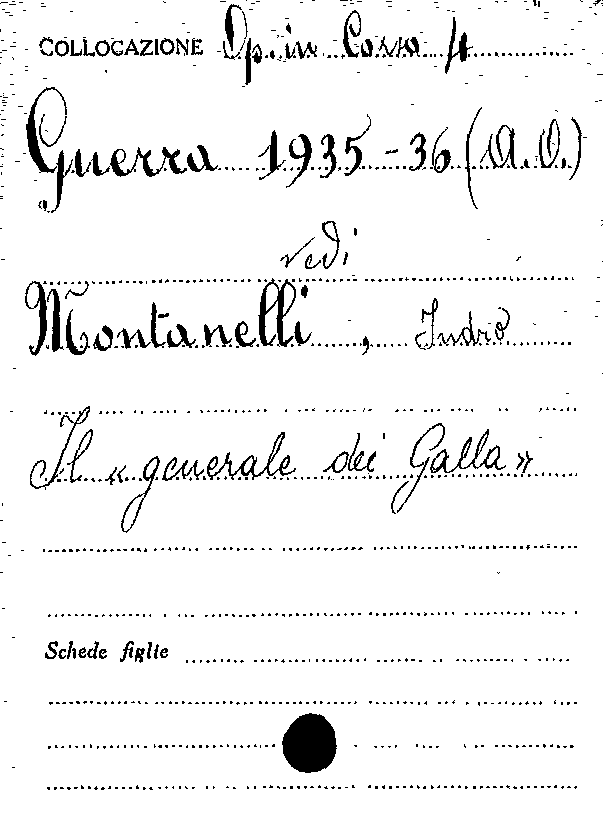 COLLOCAZIONE Op. in Corso 4
Guerra 1935-36 (A.O.)
vedi
Montanelli, Indro
Il «generale dei Galla»
Schede figlie